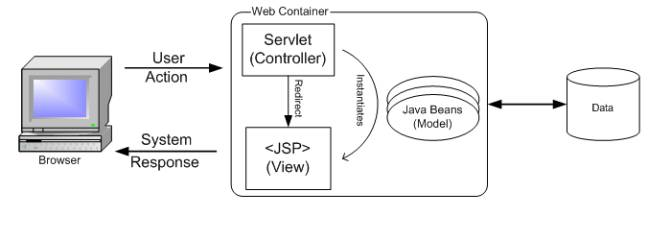 Web Container
Servlet
(Controller)
User
Action
Redirect
Instantiates
Java Beans
(Model)
Data
System
Response
<JSP>
(View)
Browser